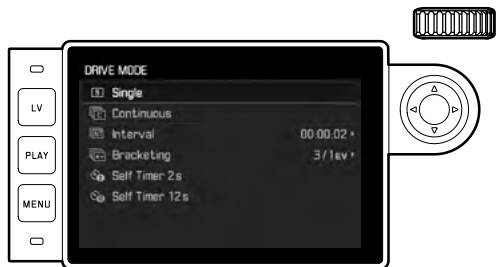 DRIVE MODE
Single
Continuous
Interval 00:00:02
Bracketing 3/1EV
Self Timer 2s
Self Timer 12s
LV
PLAY
MENU